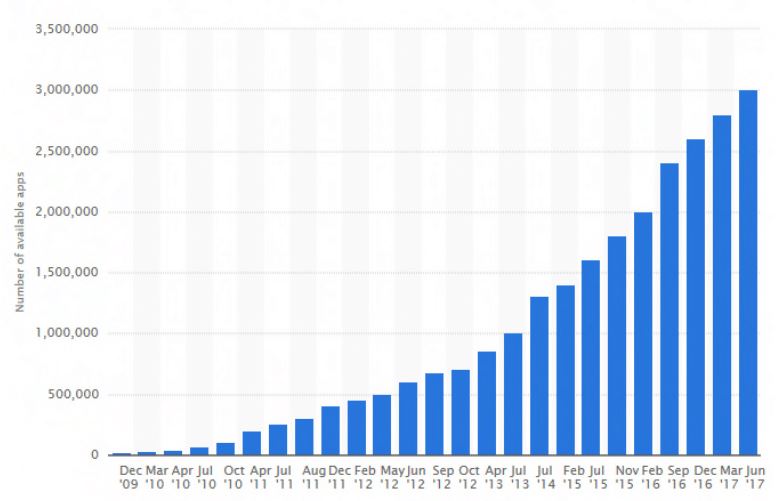 3,500,000
3,000,000
2,500,000
2,000,000
1,500,000
1,000,000
500,000
0
Number of available apps
Dec Mar Apr Jul Oct Apr Jul Aug Dec Feb May Jun Sep Oct Apr Jul Jul Feb Jul Nov Feb Sep Dec Mar Jun
'09 '10 '10 '10 '10 '11 '11 '11 '11 '12 '12 '12 '12 '12 '13 '13 '14 '15 '15 '15 '16 '16 '16 '17 '17